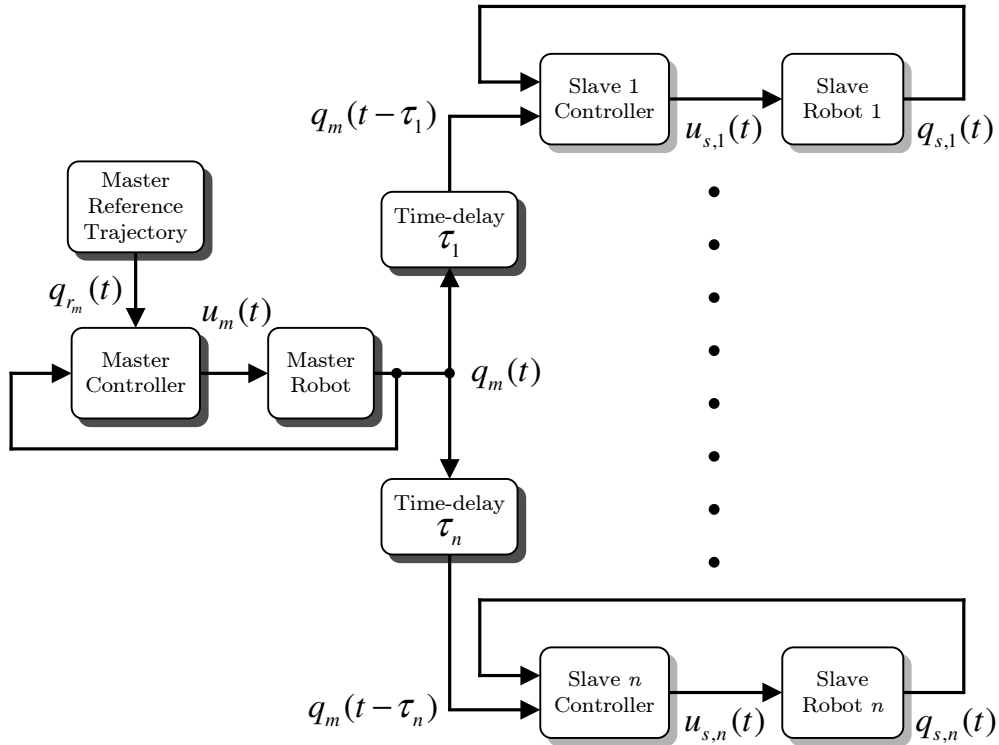 Slave 1
Controller
Slave
Robot 1
q_m(t − τ_1)
u_{s,1}(t)
q_{s,1}(t)
Master
Reference
Trajectory
Time-delay
τ_1
q_{r_m}(t)
u_m(t)
Master
Controller
Master
Robot
q_m(t)
Time-delay
τ_n
Slave n
Controller
Slave
Robot n
q_m(t − τ_n)
u_{s,n}(t)
q_{s,n}(t)